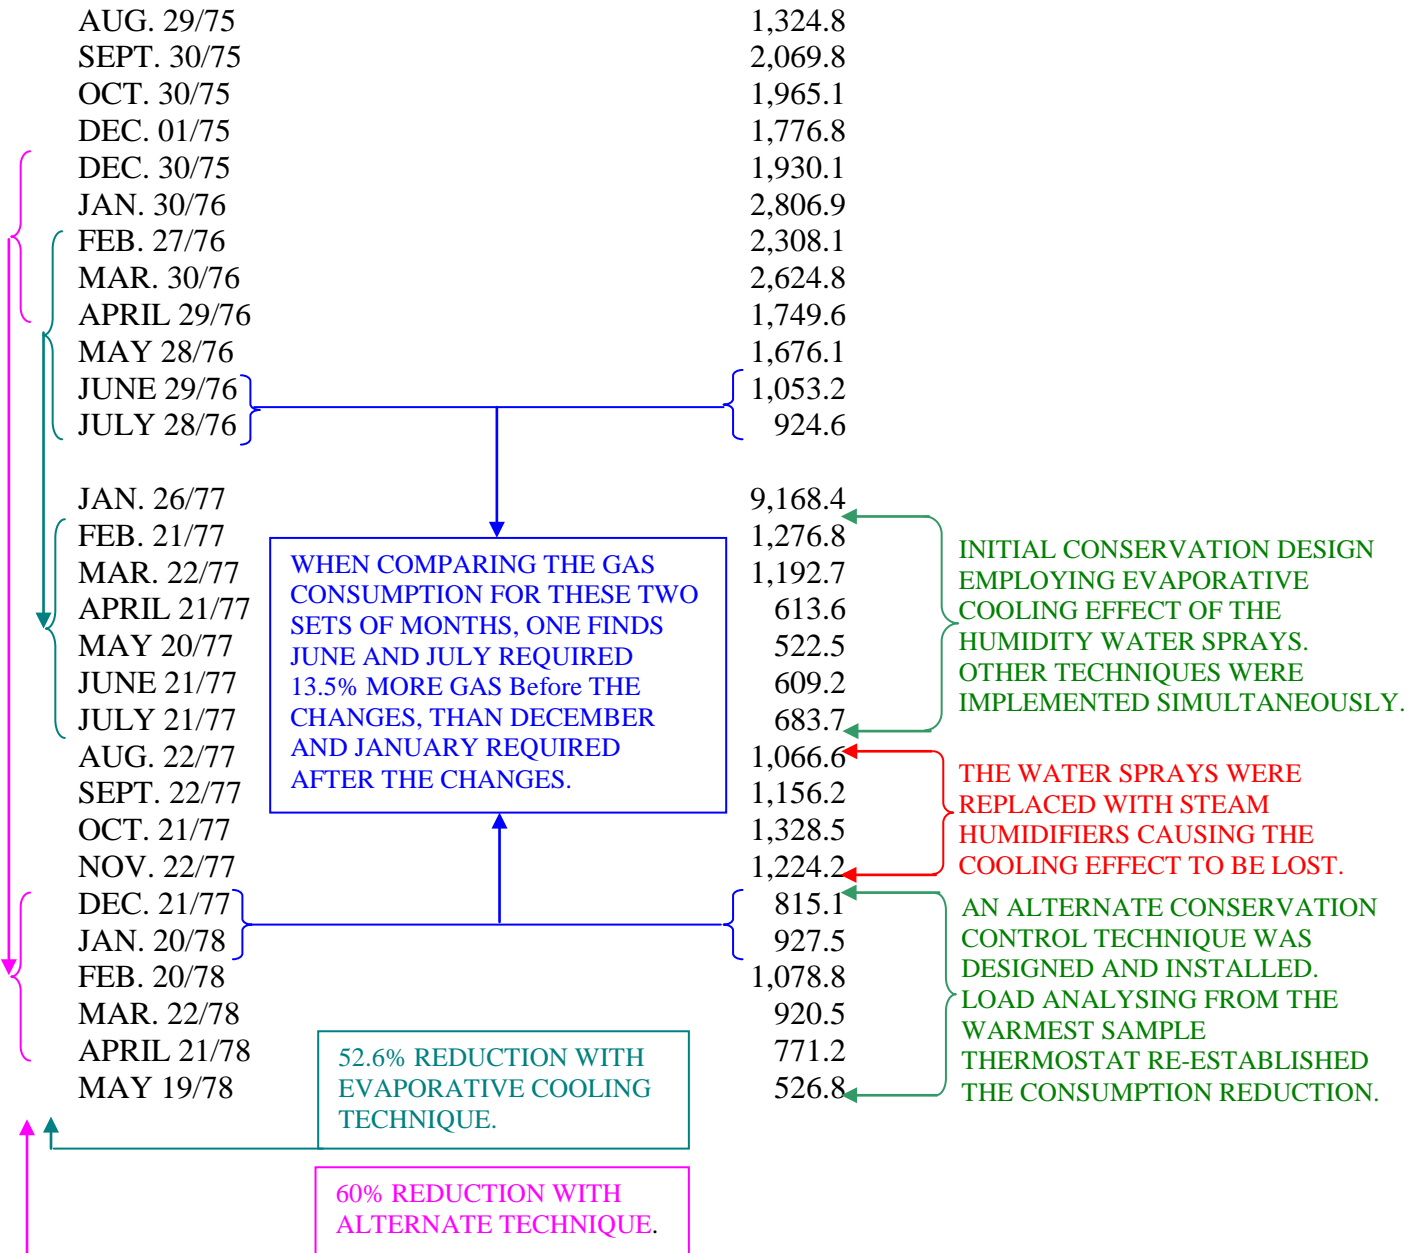 AUG. 29/75 1,324.8
SEPT. 30/75 2,069.8
OCT. 30/75 1,965.1
DEC. 01/75 1,776.8
DEC. 30/75 1,930.1
JAN. 30/76 2,806.9
FEB. 27/76 2,308.1
MAR. 30/76 2,624.8
APRIL 29/76 1,749.6
MAY 28/76 1,676.1
JUNE 29/76 1,053.2
JULY 28/76 924.6
JAN. 26/77 9,168.4
FEB. 21/77 1,276.8
MAR. 22/77 1,192.7
APRIL 21/77 613.6
MAY 20/77 522.5
JUNE 21/77 609.2
JULY 21/77 683.7
AUG. 22/77 1,066.6
SEPT. 22/77 1,156.2
OCT. 21/77 1,328.5
NOV. 22/77 1,224.2
DEC. 21/77 815.1
JAN. 20/78 927.5
FEB. 20/78 1,078.8
MAR. 22/78 920.5
APRIL 21/78 771.2
MAY 19/78 526.8
WHEN COMPARING THE GAS
CONSUMPTION FOR THESE TWO
SETS OF MONTHS, ONE FINDS
JUNE AND JULY REQUIRED
13.5% MORE GAS Before THE
CHANGES, THAN DECEMBER
AND JANUARY REQUIRED
AFTER THE CHANGES.
INITIAL CONSERVATION DESIGN
EMPLOYING EVAPORATIVE
COOLING EFFECT OF THE
HUMIDITY WATER SPRAYS.
OTHER TECHNIQUES WERE
IMPLEMENTED SIMULTANEOUSLY.
THE WATER SPRAYS WERE
REPLACED WITH STEAM
HUMIDIFIERS CAUSING THE
COOLING EFFECT TO BE LOST.
AN ALTERNATE CONSERVATION
CONTROL TECHNIQUE WAS
DESIGNED AND INSTALLED.
LOAD ANALYSING FROM THE
WARMEST SAMPLE
THERMOSTAT RE-ESTABLISHED
THE CONSUMPTION REDUCTION.
52.6% REDUCTION WITH
EVAPORATIVE COOLING
TECHNIQUE.
60% REDUCTION WITH
ALTERNATE TECHNIQUE.